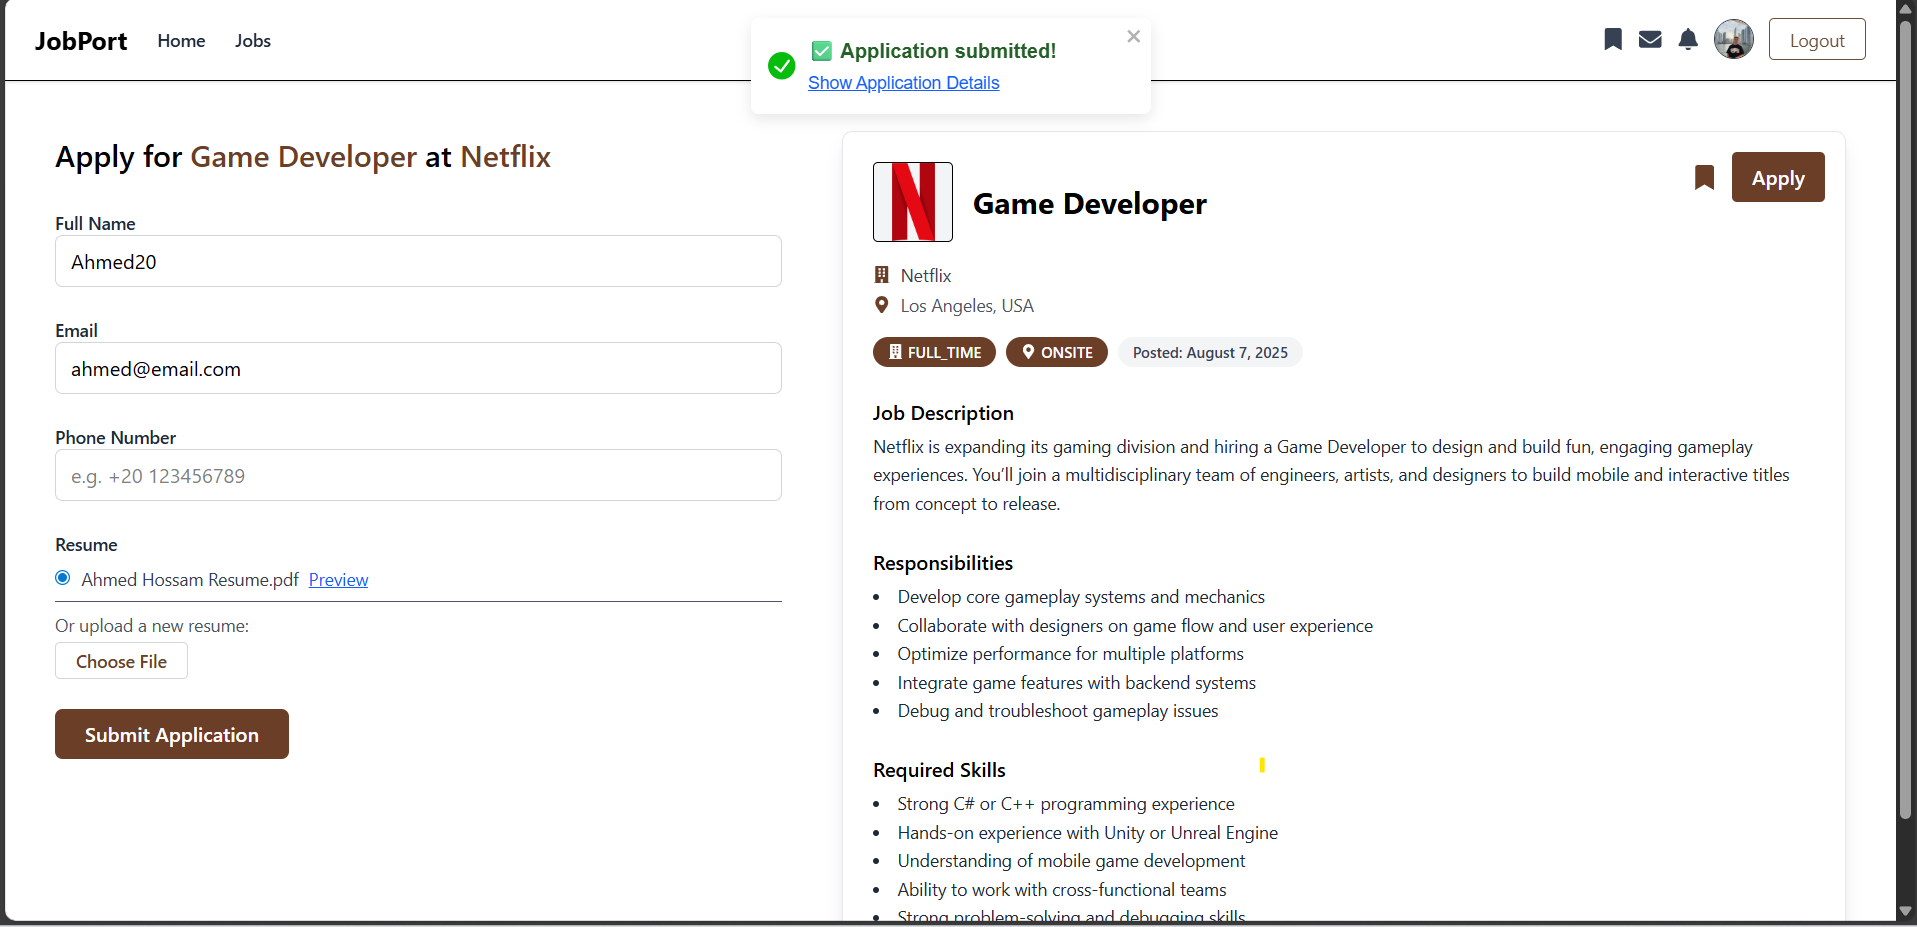 JobPort Home Jobs
✅ Application submitted!
Show Application Details
Logout
Apply for Game Developer at Netflix
Full Name
Ahmed20
Email
ahmed@email.com
Phone Number
e.g. +20 123456789
Resume
Ahmed Hossam Resume.pdf Preview
Or upload a new resume:
Choose File
Submit Application
N
Game Developer
Apply
Netflix
Los Angeles, USA
FULL_TIME ONSITE Posted: August 7, 2025
Job Description
Netflix is expanding its gaming division and hiring a Game Developer to design and build fun, engaging gameplay
experiences. You’ll join a multidisciplinary team of engineers, artists, and designers to build mobile and interactive titles
from concept to release.
Responsibilities
• Develop core gameplay systems and mechanics
• Collaborate with designers on game flow and user experience
• Optimize performance for multiple platforms
• Integrate game features with backend systems
• Debug and troubleshoot gameplay issues
Required Skills
• Strong C# or C++ programming experience
• Hands-on experience with Unity or Unreal Engine
• Understanding of mobile game development
• Ability to work with cross-functional teams
• Strong problem-solving and debugging skills